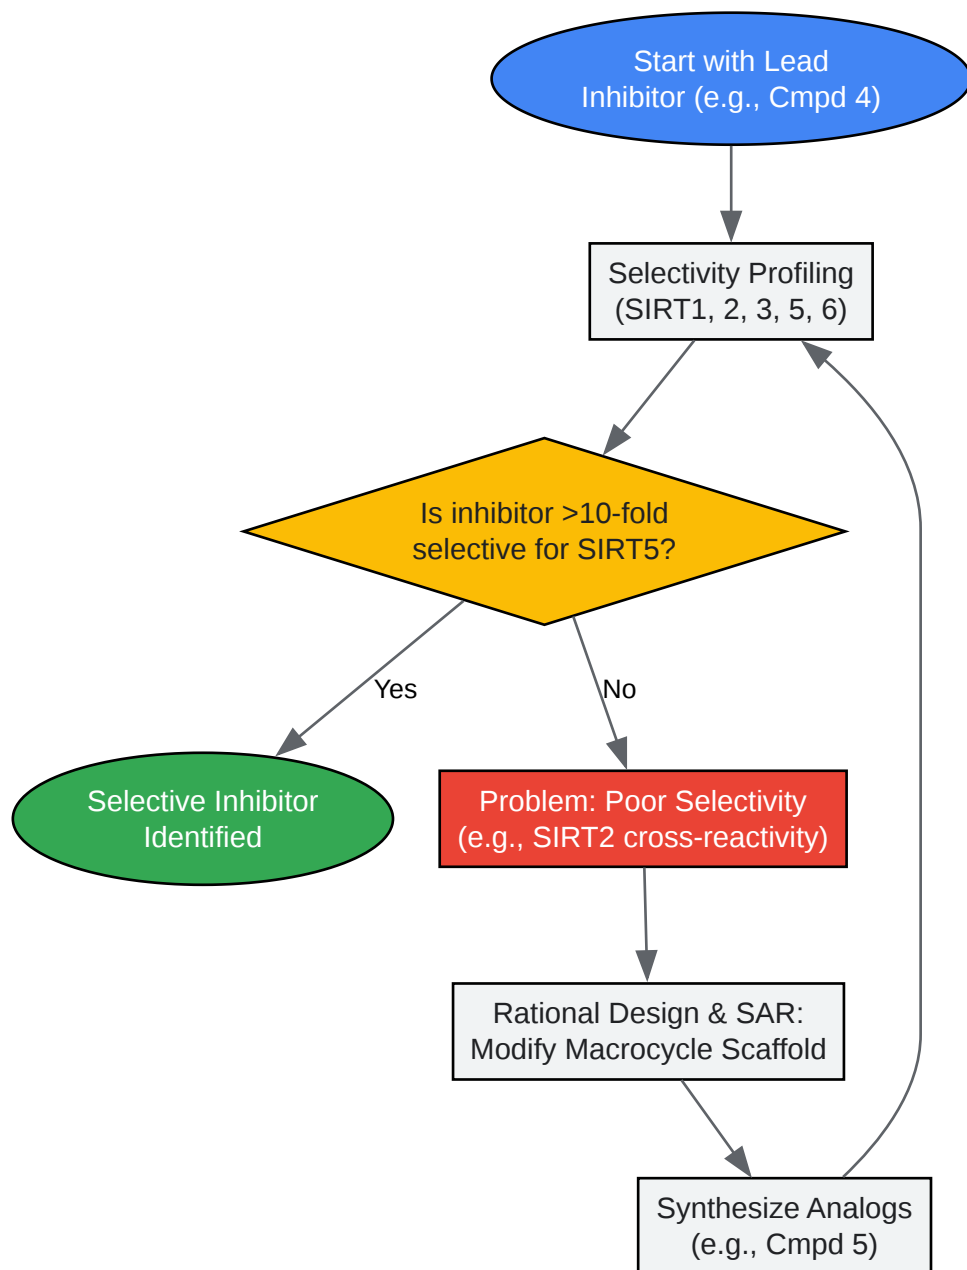 Start with Lead
Inhibitor (e.g., Cmpd 4)
Selectivity Profiling
(SIRT1, 2, 3, 5, 6)
Is inhibitor >10-fold
selective for SIRT5?
Yes
No
Selective Inhibitor
Identified
Problem: Poor Selectivity
(e.g., SIRT2 cross-reactivity)
Rational Design & SAR:
Modify Macrocycle Scaffold
Synthesize Analogs
(e.g., Cmpd 5)